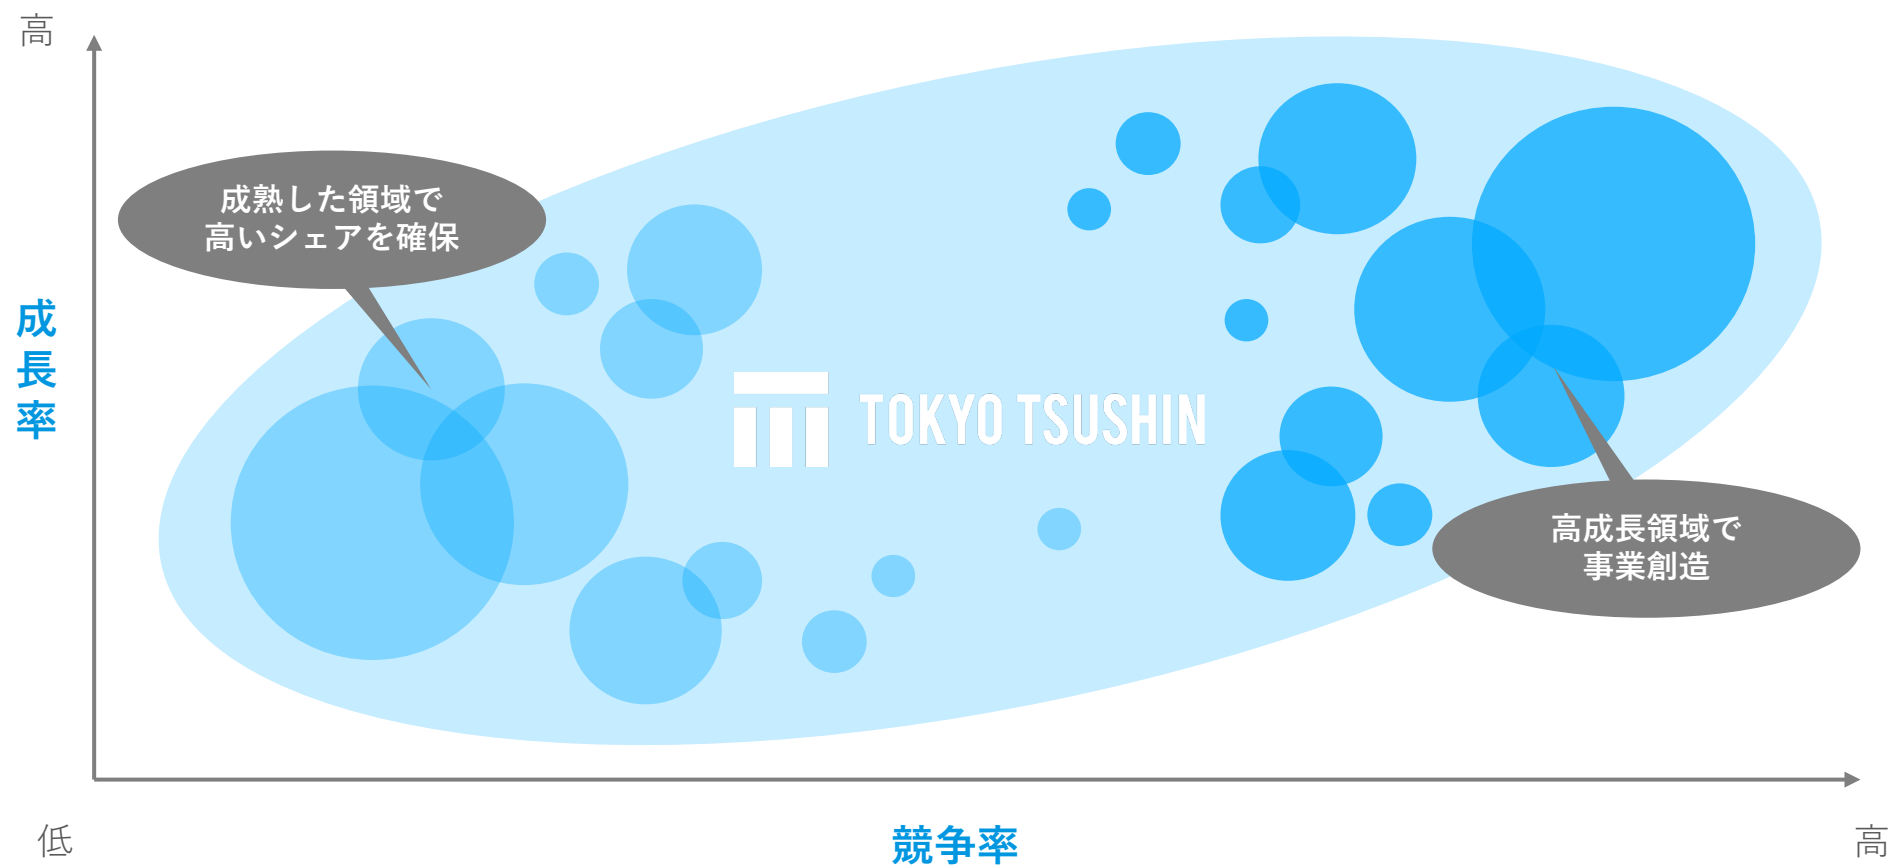 高
成熟した領域で
高いシェアを確保
成長率
TOKYO TSUSHIN
高成長領域で
事業創造
低
競争率
高